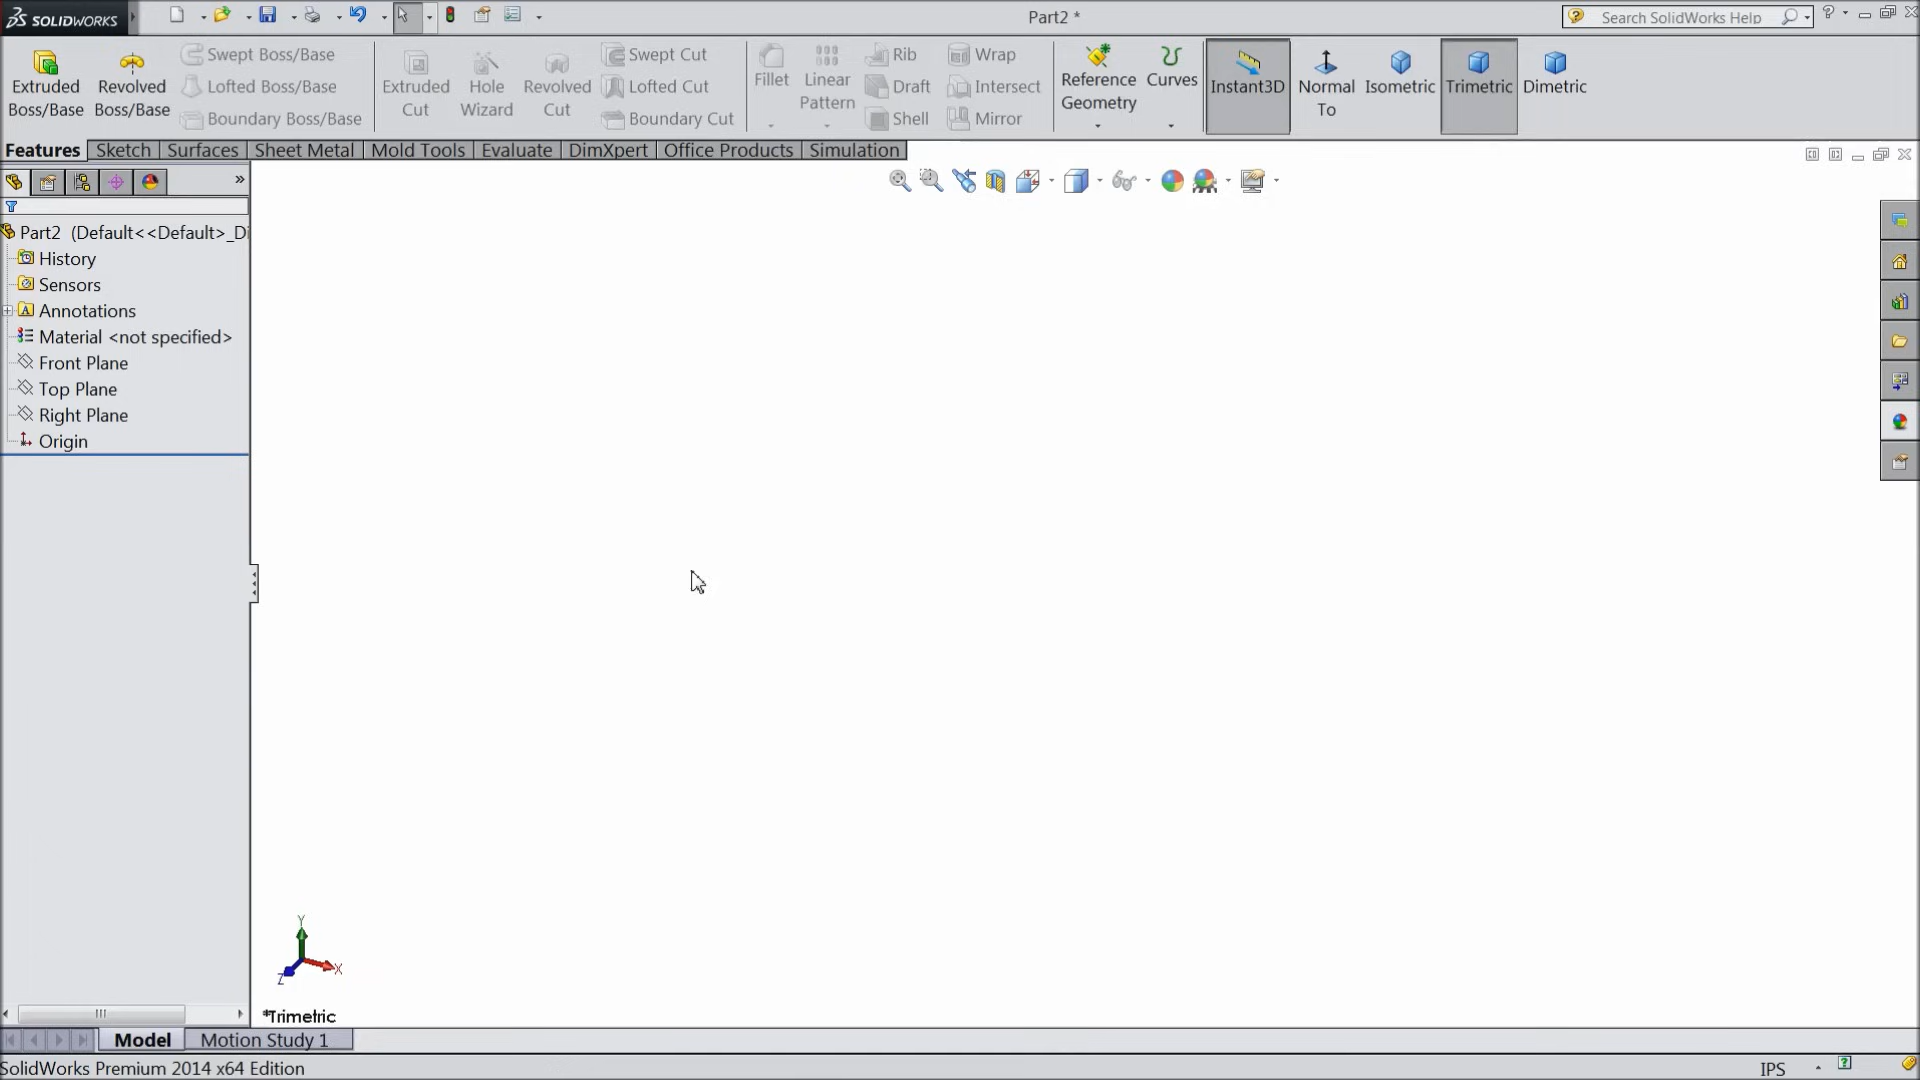 SOLIDWORKS
Part2 *
Search SolidWorks Help
Extruded Boss/Base
Revolved Boss/Base
Swept Boss/Base
Lofted Boss/Base
Boundary Boss/Base
Extruded Cut
Hole Wizard
Revolved Cut
Swept Cut
Lofted Cut
Boundary Cut
Fillet
Linear Pattern
Rib
Draft
Shell
Wrap
Intersect
Mirror
Reference Geometry
Curves
Instant3D
Normal To
Isometric
Trimetric
Dimetric
Features Sketch Surfaces Sheet Metal Mold Tools Evaluate DimXpert Office Products Simulation
Part2 (Default<<Default>_Di
History
Sensors
Annotations
Material <not specified>
Front Plane
Top Plane
Right Plane
Origin
Y
X
Z
*Trimetric
Model Motion Study 1
SolidWorks Premium 2014 x64 Edition
IPS